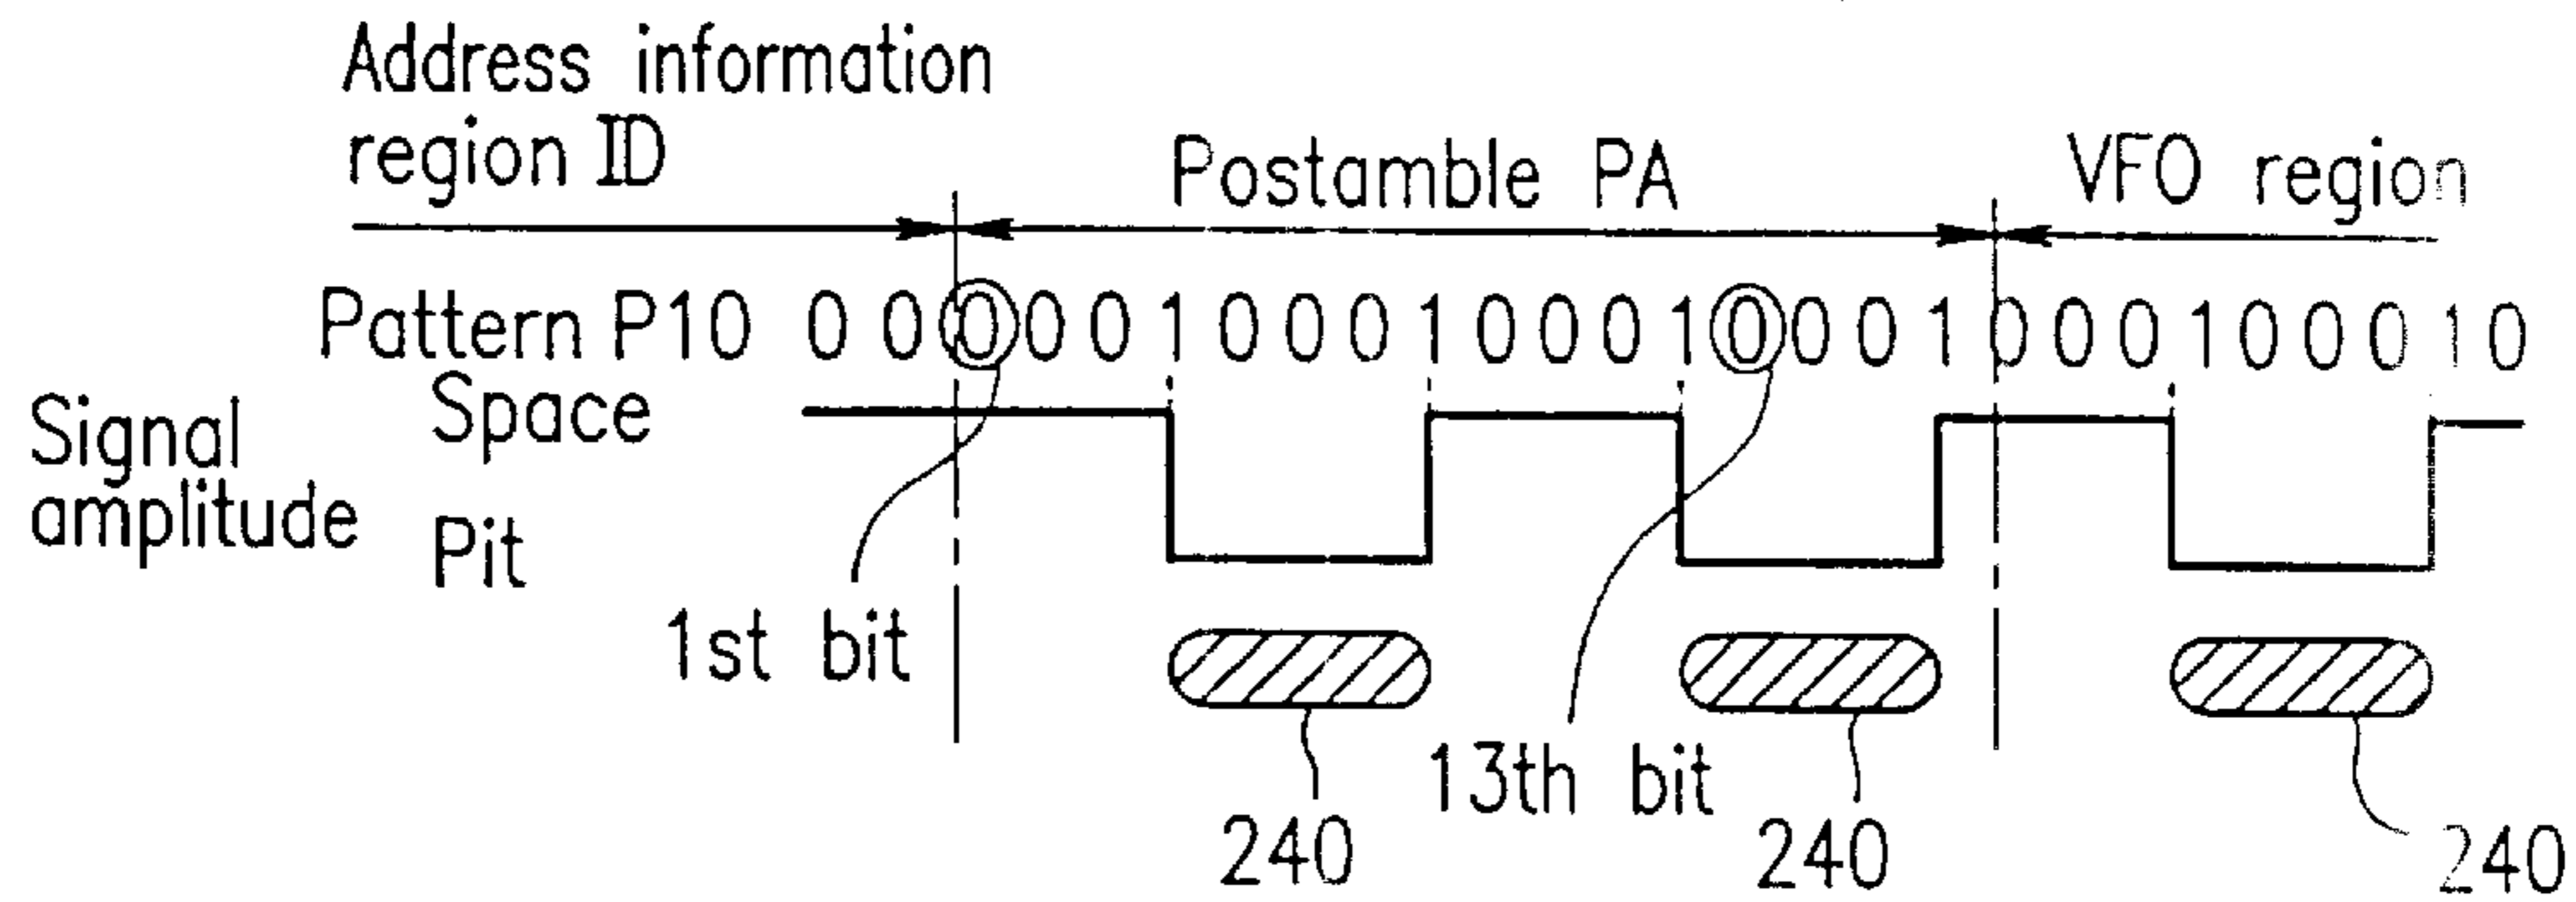 Address information
region ID
Postamble PA
VFO region
Pattern P10 0 0 0 0 0 1 0 0 0 1 0 0 0 1 0 0 0 1 0 0 0 1 0 0 0 1 0
Space
Signal
amplitude
Pit
1st bit
13th bit
240
240
240